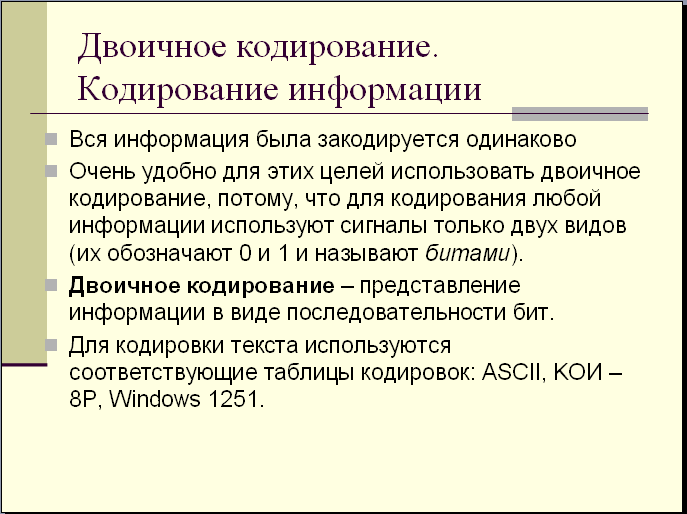 Двоичное кодирование.
Кодирование информации
Вся информация была закодируется одинаково
Очень удобно для этих целей использовать двоичное
кодирование, потому, что для кодирования любой
информации используют сигналы только двух видов
(их обозначают 0 и 1 и называют битами).
Двоичное кодирование – представление
информации в виде последовательности бит.
Для кодировки текста используются
соответствующие таблицы кодировок: ASCII, КОИ –
8Р, Windows 1251.